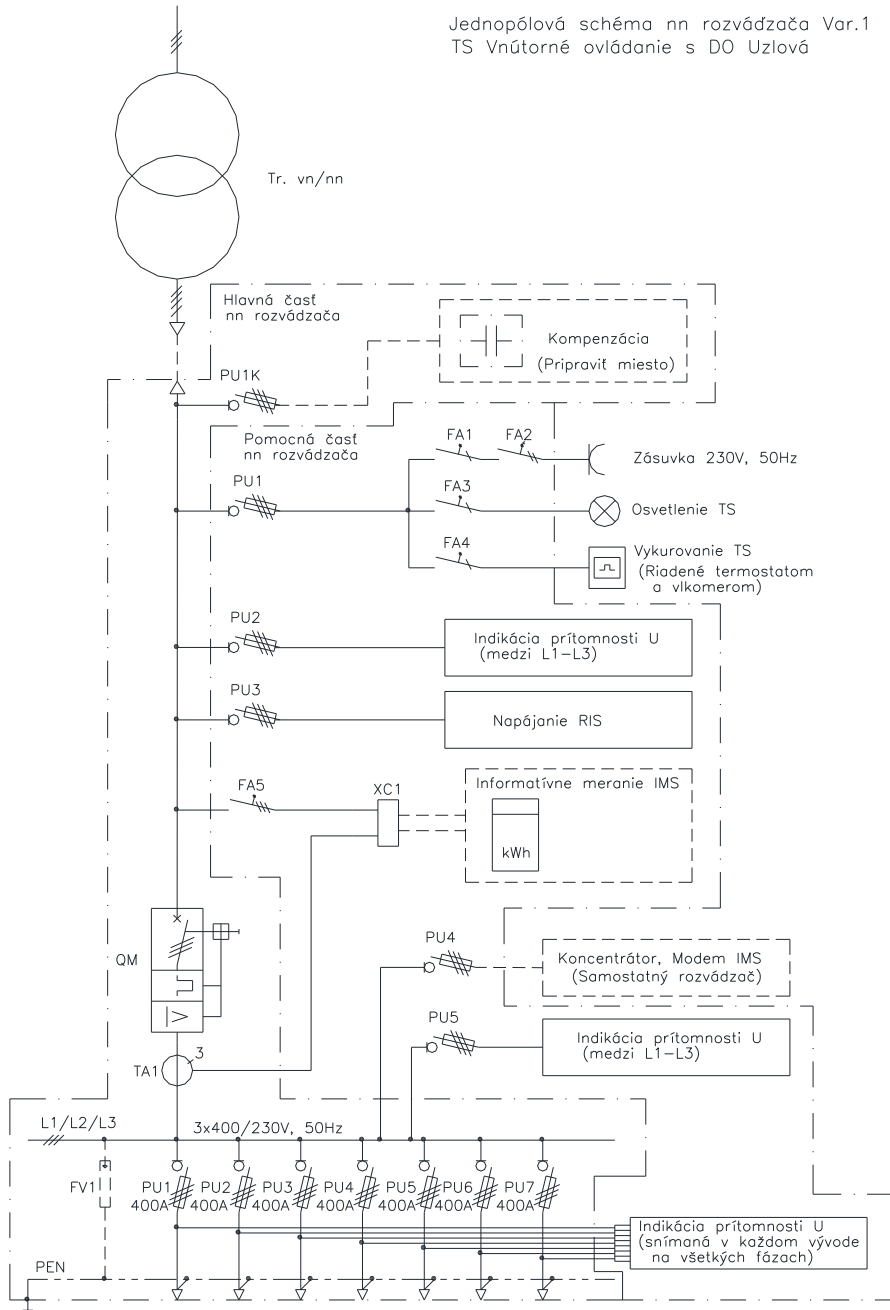 Jednopólová schéma nn rozvádzača Var.1
TS Vnútorné ovládanie s DO Uzlová
Tr. vn/nn
Hlavná časť
nn rozvádzača
Kompenzácia
(Pripraviť miesto)
PU1K
Pomocná časť
nn rozvádzača
FA1
FA2
Zásuvka 230V, 50Hz
PU1
FA3
Osvetlenie TS
FA4
Vykurovanie TS
(Riadené termostatom
a vlkomerom)
PU2
Indikácia prítomnosti U
(medzi L1-L3)
PU3
Napájanie RIS
FA5
XC1
Informatívne meranie IMS
kWh
QM
PU4
Koncentrátor, Modem IMS
(Samostatný rozvádzač)
PU5
Indikácia prítomnosti U
(medzi L1-L3)
3
TA1
L1/L2/L3
3x400/230V, 50Hz
FV1
PU1 PU2 PU3 PU4 PU5 PU6 PU7
400A 400A 400A 400A 400A 400A 400A
Indikácia prítomnosti U
(snímaná v každom vývode
na všetkých fázach)
PEN